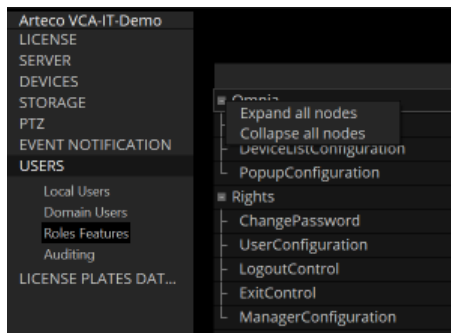 Arteco VCA-IT-Demo
LICENSE
SERVER
DEVICES
STORAGE
PTZ
EVENT NOTIFICATION
USERS
Local Users
Domain Users
Roles Features
Auditing
LICENSE PLATES DAT...
Omnia
Expand all nodes
Collapse all nodes
DeviceListConfiguration
PopupConfiguration
Rights
ChangePassword
UserConfiguration
LogoutControl
ExitControl
ManagerConfiguration